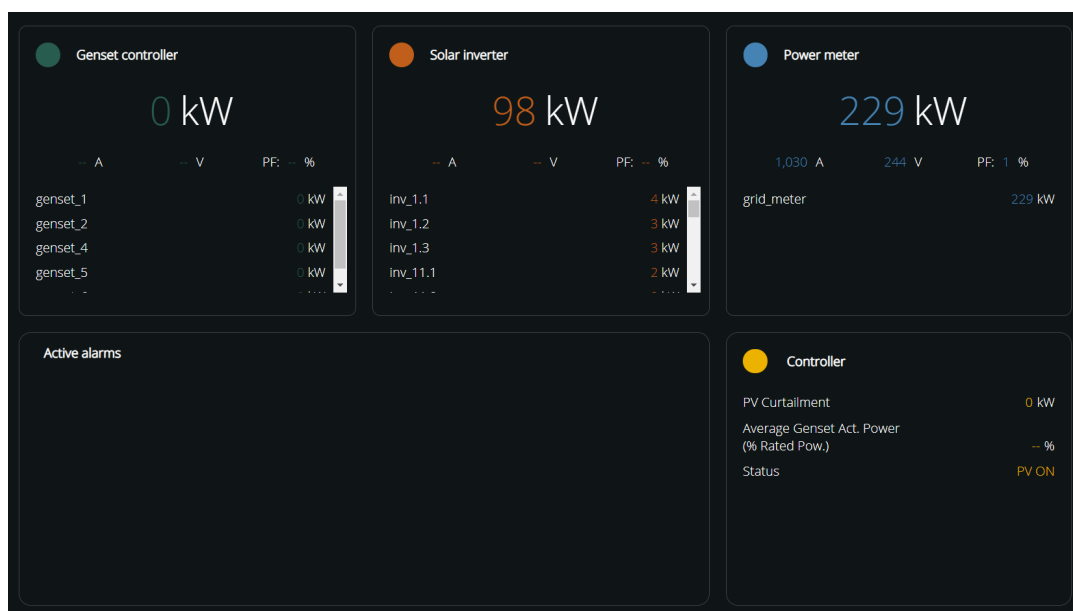 Genset controller
0 kW
-- A -- V PF: -- %
genset_1 0 kW
genset_2 0 kW
genset_4 0 kW
genset_5 0 kW
Solar inverter
98 kW
-- A -- V PF: -- %
inv_1.1 4 kW
inv_1.2 3 kW
inv_1.3 3 kW
inv_11.1 2 kW
Power meter
229 kW
1,030 A 244 V PF: 1 %
grid_meter 229 kW
Active alarms
Controller
PV Curtailment 0 kW
Average Genset Act. Power
(% Rated Pow.) -- %
Status PV ON